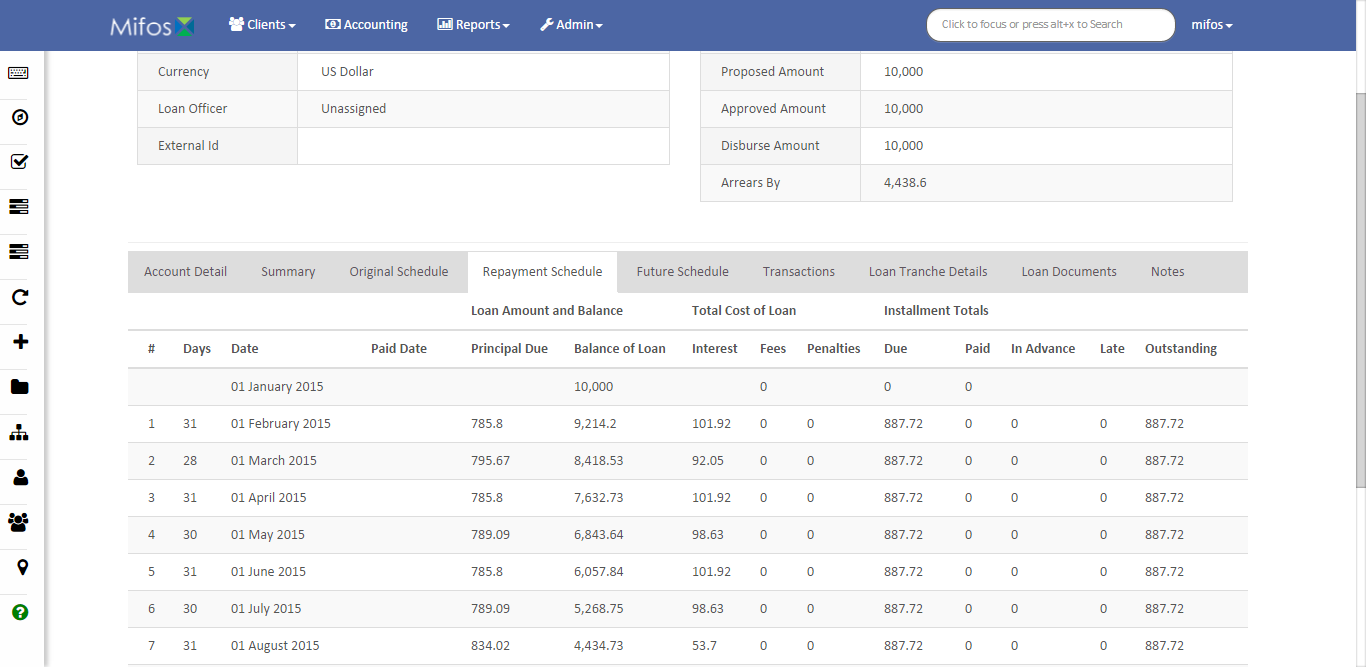 Mifos Clients Accounting Reports Admin Click to focus or press alt+x to Search mifos
Currency US Dollar
Loan Officer Unassigned
External Id
Proposed Amount 10,000
Approved Amount 10,000
Disburse Amount 10,000
Arrears By 4,438.6
Account Detail Summary Original Schedule Repayment Schedule Future Schedule Transactions Loan Tranche Details Loan Documents Notes
Loan Amount and Balance Total Cost of Loan Installment Totals
# Days Date Paid Date Principal Due Balance of Loan Interest Fees Penalties Due Paid In Advance Late Outstanding
01 January 2015 10,000 0 0 0
1 31 01 February 2015 785.8 9,214.2 101.92 0 0 887.72 0 0 0 887.72
2 28 01 March 2015 795.67 8,418.53 92.05 0 0 887.72 0 0 0 887.72
3 31 01 April 2015 785.8 7,632.73 101.92 0 0 887.72 0 0 0 887.72
4 30 01 May 2015 789.09 6,843.64 98.63 0 0 887.72 0 0 0 887.72
5 31 01 June 2015 785.8 6,057.84 101.92 0 0 887.72 0 0 0 887.72
6 30 01 July 2015 789.09 5,268.75 98.63 0 0 887.72 0 0 0 887.72
7 31 01 August 2015 834.02 4,434.73 53.7 0 0 887.72 0 0 0 887.72